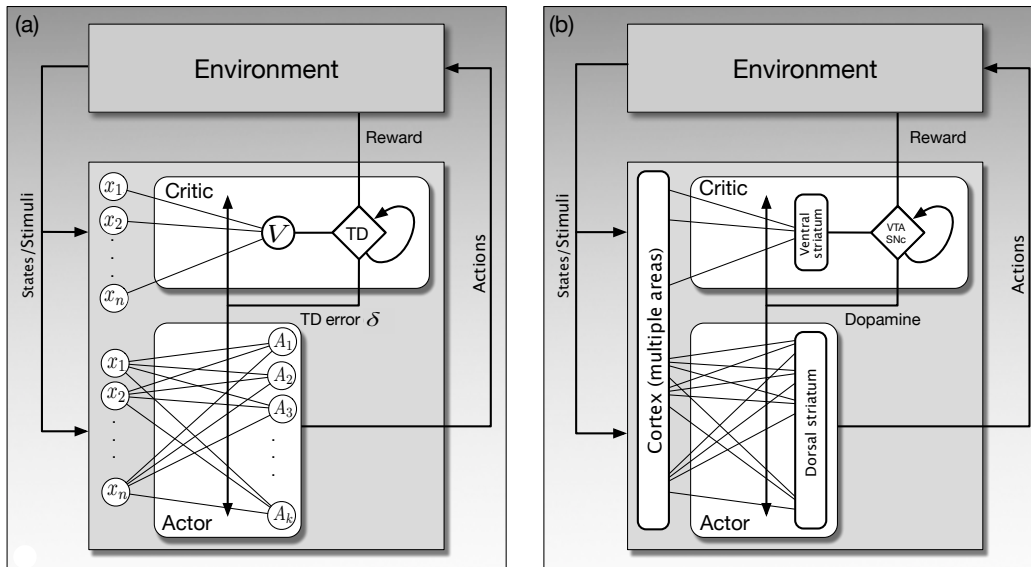 (a)
Environment
Reward
States/Stimuli
Actions
Critic
x₁
x₂
.
.
.
xₙ
V
TD
TD error δ
x₁
x₂
.
.
.
.
xₙ
A₁
A₂
A₃
.
.
.
Aₖ
Actor
(b)
Environment
Reward
States/Stimuli
Actions
Cortex (multiple areas)
Critic
Ventral
striatum
VTA
SNc
Dopamine
Dorsal striatum
Actor